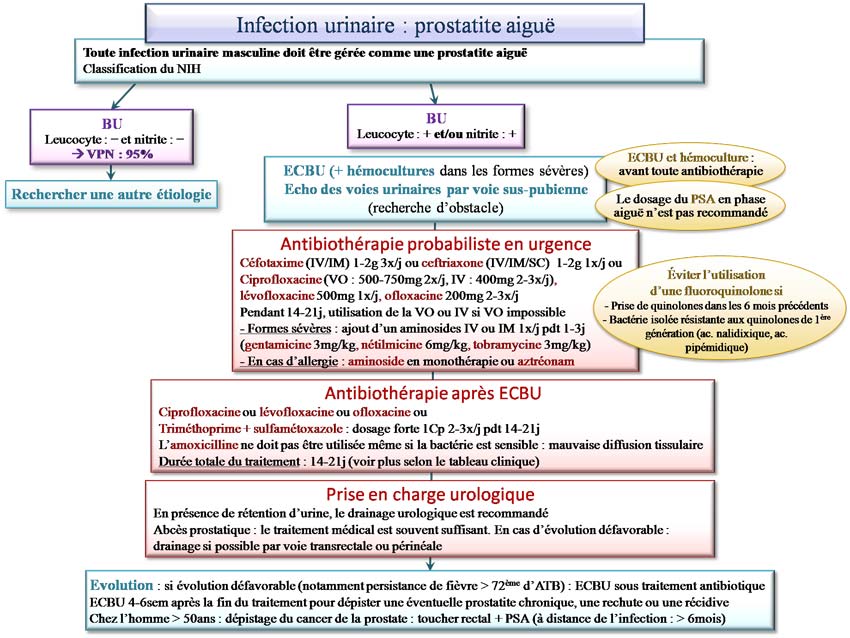 Infection urinaire : prostatite aiguë
Toute infection urinaire masculine doit être gérée comme une prostatite aiguë
Classification du NIH
BU
Leucocyte : − et nitrite : −
→ VPN : 95%
Rechercher une autre étiologie
BU
Leucocyte : + et/ou nitrite : +
ECBU (+ hémocultures dans les formes sévères)
Echo des voies urinaires par voie sus-pubienne
(recherche d'obstacle)
ECBU et hémoculture :
avant toute antibiothérapie
Le dosage du PSA en phase
aiguë n'est pas recommandé
Antibiothérapie probabiliste en urgence
Céfotaxime (IV/IM) 1-2g 3x/j ou ceftriaxone (IV/IM/SC) 1-2g 1x/j ou
Ciprofloxacine (VO : 500-750mg 2x/j, IV : 400mg 2-3x/j),
lévofloxacine 500mg 1x/j, ofloxacine 200mg 2-3x/j
Pendant 14-21j, utilisation de la VO ou IV si VO impossible
- Formes sévères : ajout d'un aminosides IV ou IM 1x/j pdt 1-3j
(gentamicine 3mg/kg, nétilmicine 6mg/kg, tobramycine 3mg/kg)
- En cas d'allergie : aminoside en monothérapie ou aztréonam
Éviter l'utilisation
d'une fluoroquinolone si
- Prise de quinolones dans les 6 mois précédents
- Bactérie isolée résistante aux quinolones de 1ère
génération (ac. nalidixique, ac.
pipémidique)
Antibiothérapie après ECBU
Ciprofloxacine ou lévofloxacine ou ofloxacine ou
Triméthoprime + sulfamétoxazole : dosage forte 1Cp 2-3x/j pdt 14-21j
L'amoxicilline ne doit pas être utilisée même si la bactérie est sensible : mauvaise diffusion tissulaire
Durée totale du traitement : 14-21j (voir plus selon le tableau clinique)
Prise en charge urologique
En présence de rétention d'urine, le drainage urologique est recommandé
Abcès prostatique : le traitement médical est souvent suffisant. En cas d'évolution défavorable :
drainage si possible par voie transrectale ou périnéale
Evolution : si évolution défavorable (notamment persistance de fièvre > 72ème d'ATB) : ECBU sous traitement antibiotique
ECBU 4-6sem après la fin du traitement pour dépister une éventuelle prostatite chronique, une rechute ou une récidive
Chez l'homme > 50ans : dépistage du cancer de la prostate : toucher rectal + PSA (à distance de l'infection : > 6mois)